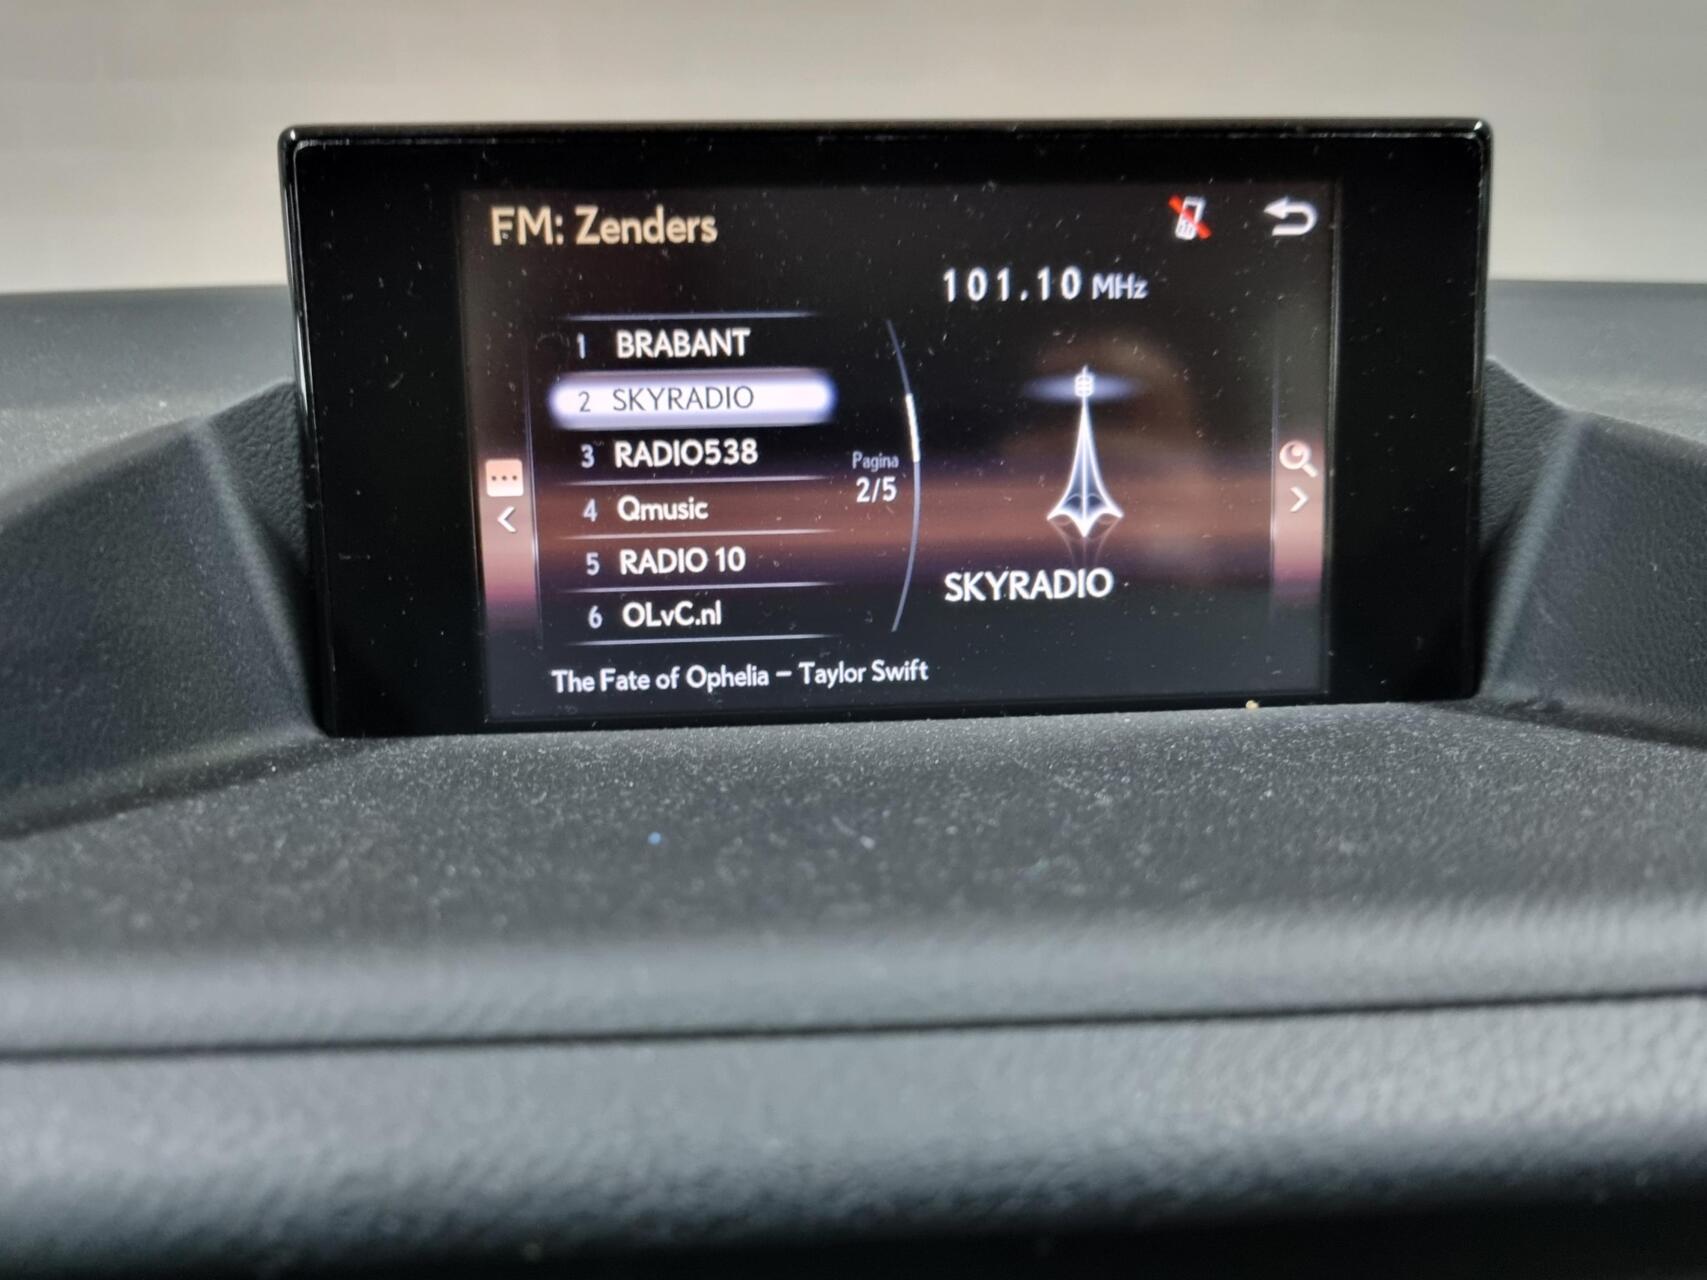 FM: Zenders
101.10 MHz
1 BRABANT
2 SKYRADIO
3 RADIO538
4 Qmusic
5 RADIO 10
6 OLvC.nl
Pagina
2/5
SKYRADIO
The Fate of Ophelia – Taylor Swift